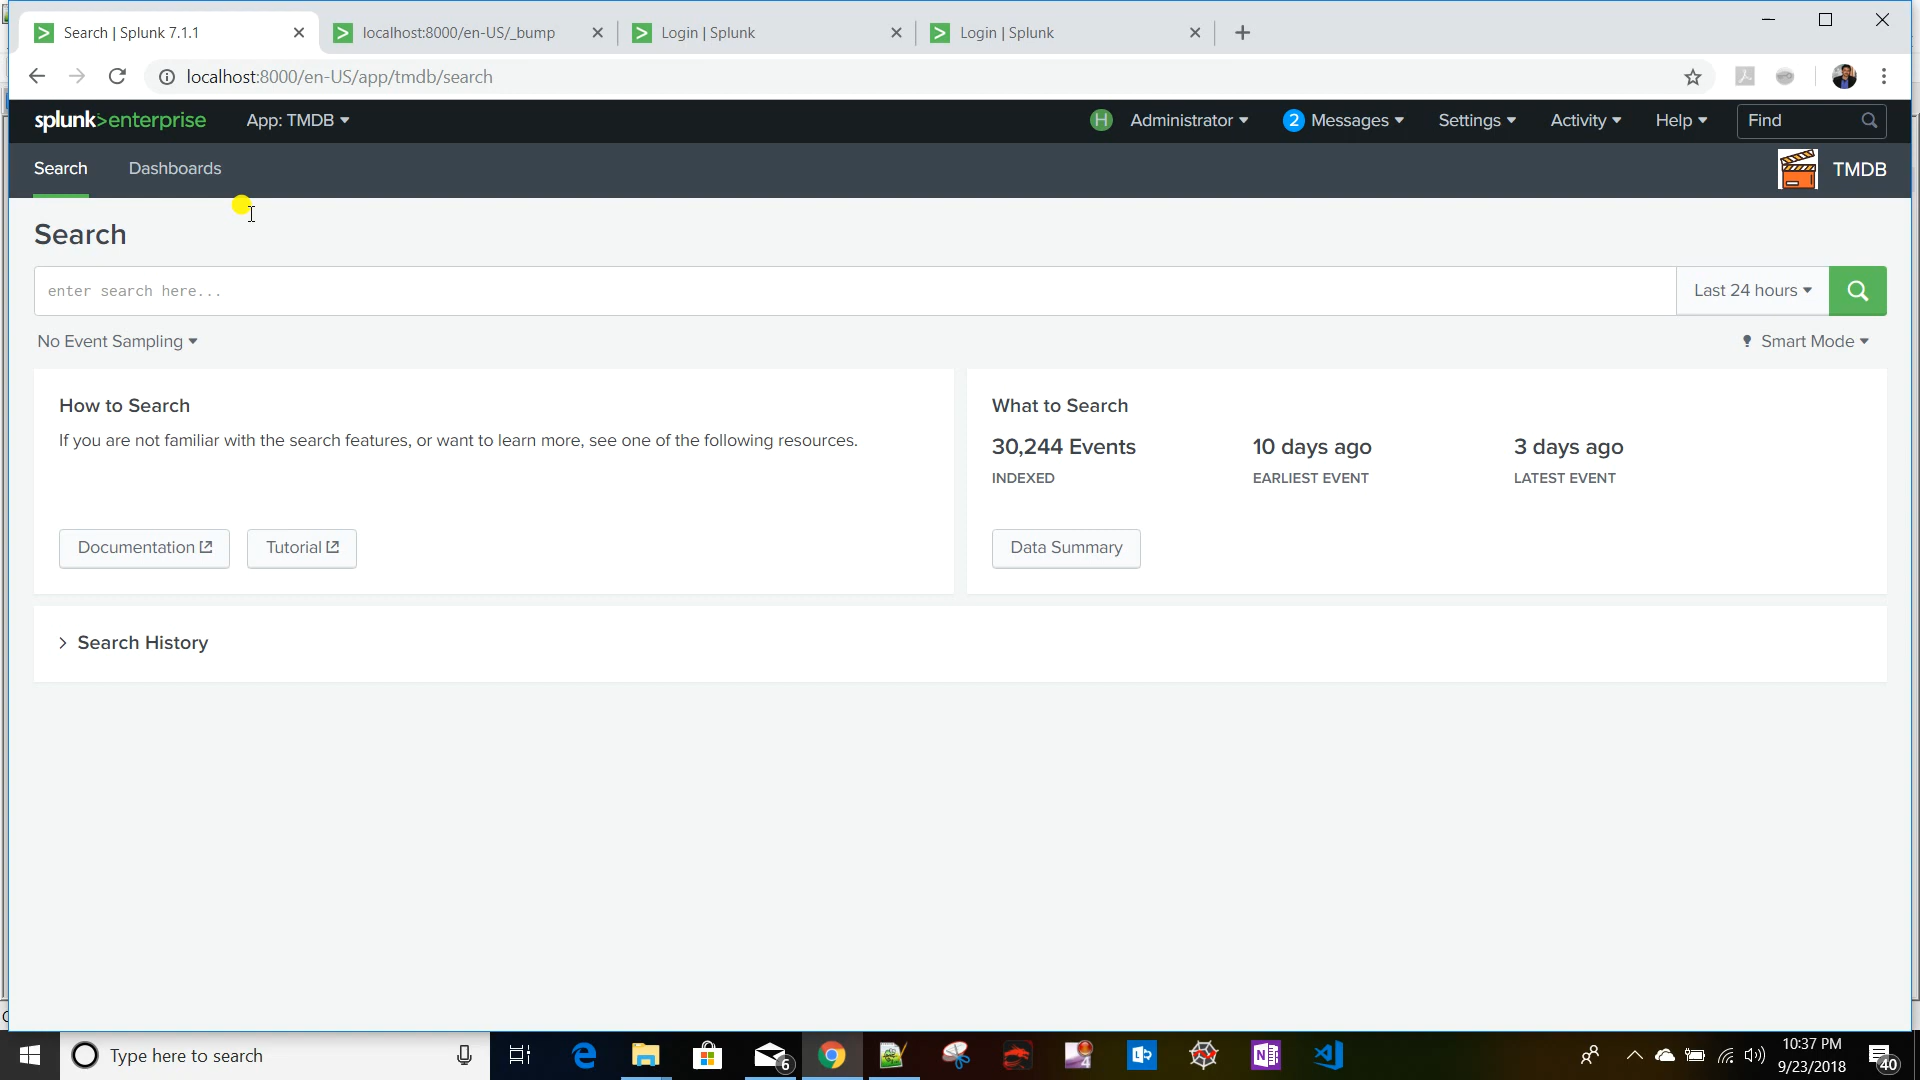 Search | Splunk 7.1.1
localhost:8000/en-US/_bump
Login | Splunk
Login | Splunk
localhost:8000/en-US/app/tmdb/search
splunk>enterprise
App: TMDB
H
Administrator
2
Messages
Settings
Activity
Help
Find
Search
Dashboards
TMDB
Search
enter search here...
Last 24 hours
No Event Sampling
Smart Mode
How to Search
If you are not familiar with the search features, or want to learn more, see one of the following resources.
Documentation
Tutorial
What to Search
30,244 Events
INDEXED
10 days ago
EARLIEST EVENT
3 days ago
LATEST EVENT
Data Summary
Search History
Type here to search
6
4
N
10:37 PM
9/23/2018
40